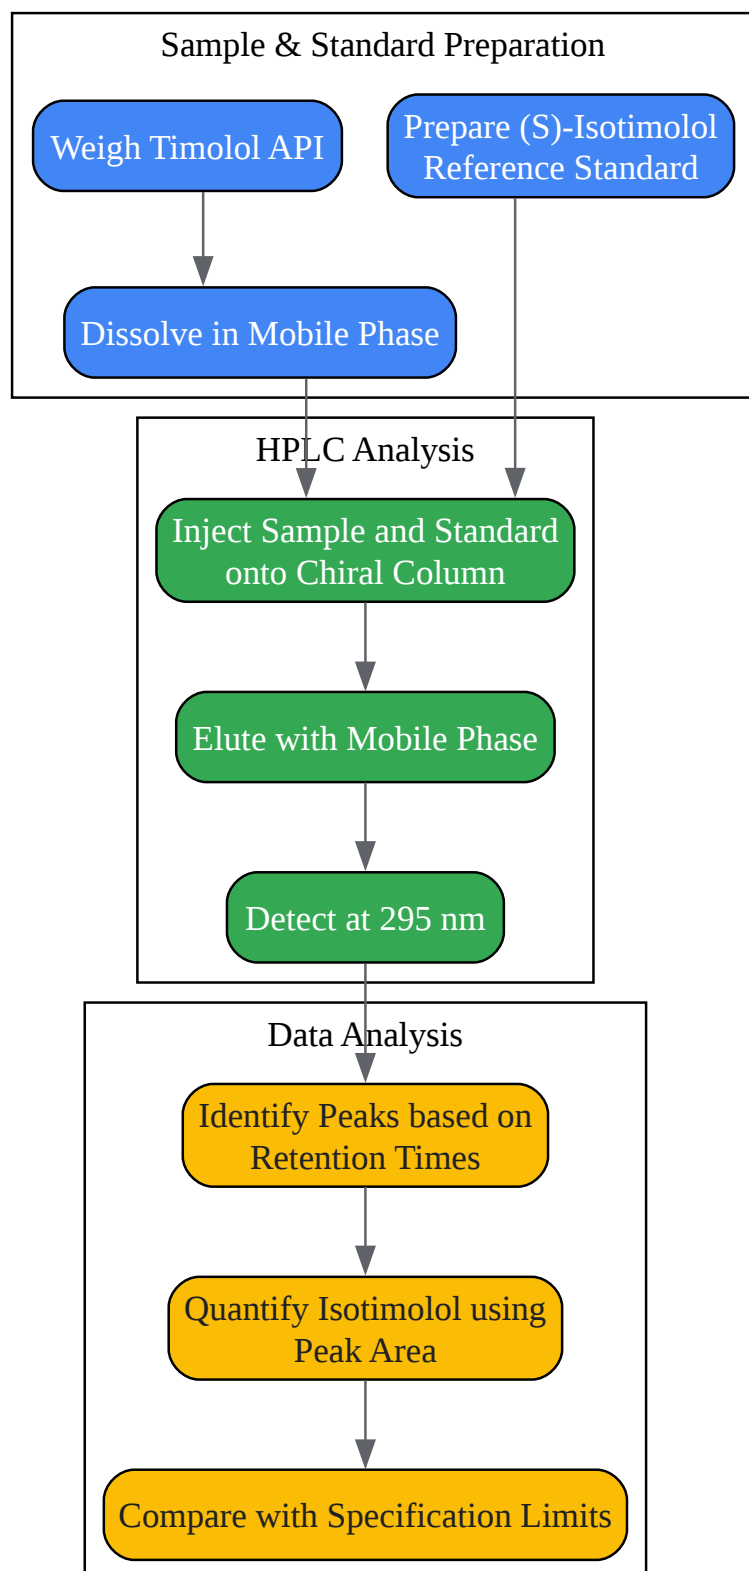 Sample & Standard Preparation
Weigh Timolol API
Prepare (S)-Isotimolol
Reference Standard
Dissolve in Mobile Phase
HPLC Analysis
Inject Sample and Standard
onto Chiral Column
Elute with Mobile Phase
Detect at 295 nm
Data Analysis
Identify Peaks based on
Retention Times
Quantify Isotimolol using
Peak Area
Compare with Specification Limits